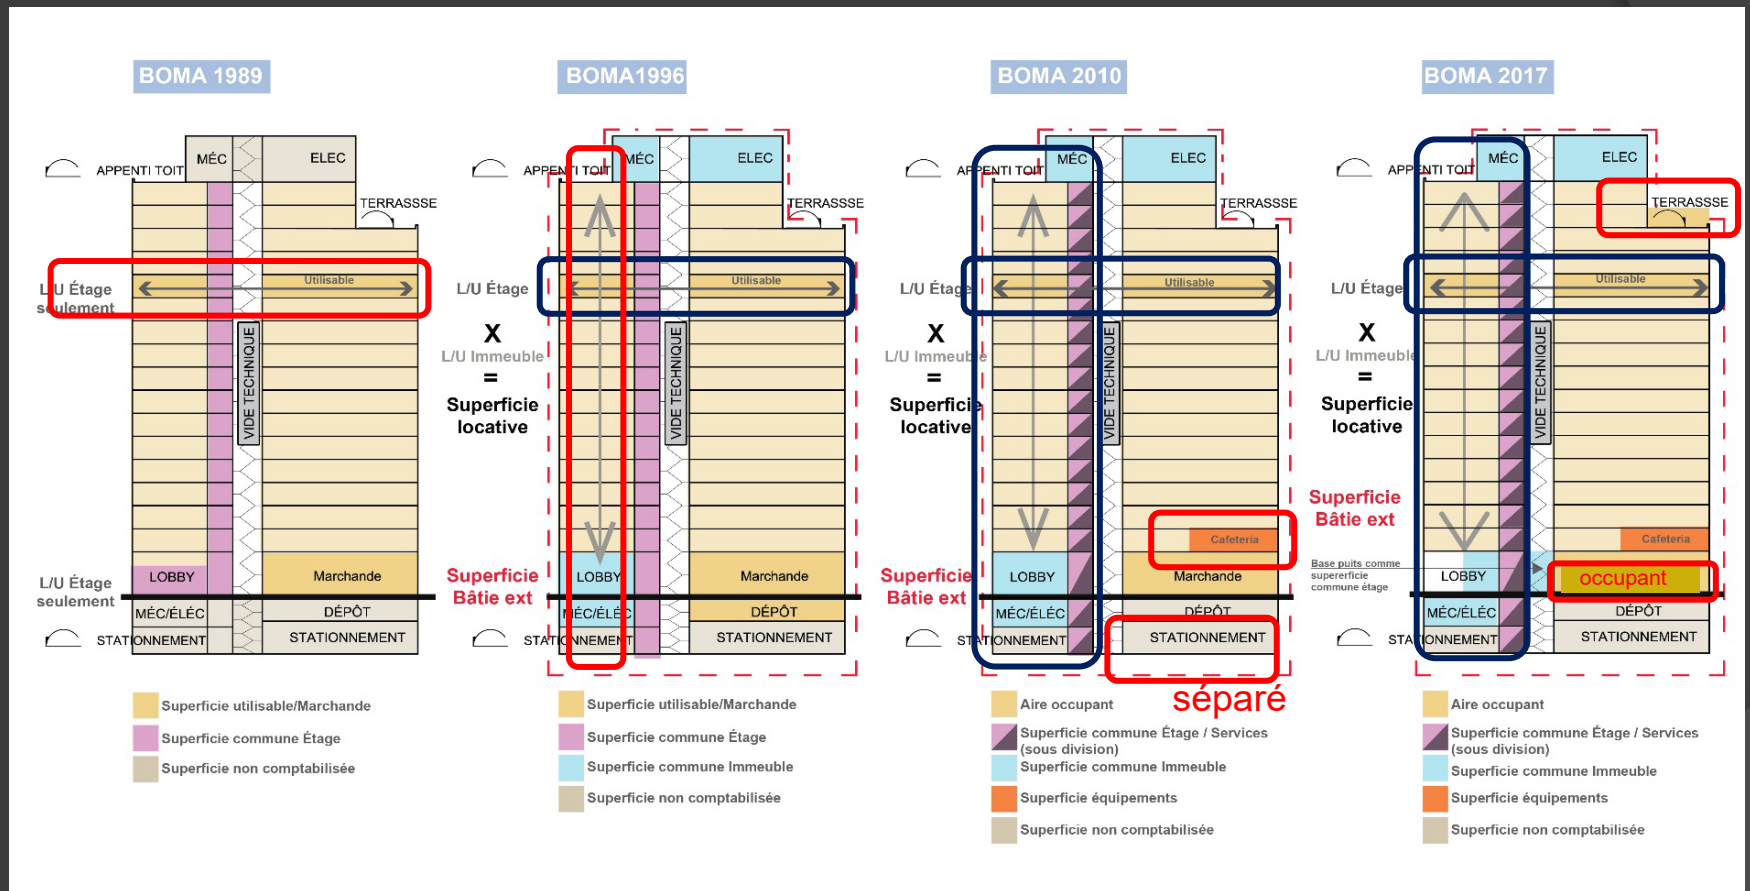 BOMA 1989
MÉC
ELEC
APPENTI TOIT
TERRASSSE
Utilisable
L/U Étage
seulement
VIDE TECHNIQUE
L/U Étage
seulement
LOBBY
Marchande
MÉC/ÉLÉC
DÉPÔT
STATIONNEMENT
STATIONNEMENT
Superficie utilisable/Marchande
Superficie commune Étage
Superficie non comptabilisée
BOMA1996
MÉC
ELEC
APPENTI TOIT
TERRASSSE
Utilisable
L/U Étage
X
L/U Immeuble
=
Superficie
locative
VIDE TECHNIQUE
Superficie
Bâtie ext
LOBBY
Marchande
MÉC/ÉLÉC
DÉPÔT
STATIONNEMENT
STATIONNEMENT
Superficie utilisable/Marchande
Superficie commune Étage
Superficie commune Immeuble
Superficie non comptabilisée
BOMA 2010
MÉC
ELEC
APPENTI TOIT
TERRASSSE
Utilisable
L/U Étage
X
L/U Immeuble
=
Superficie
locative
VIDE TECHNIQUE
Cafeteria
Superficie
Bâtie ext
LOBBY
Marchande
MÉC/ÉLÉC
DÉPÔT
STATIONNEMENT
STATIONNEMENT
séparé
Aire occupant
Superficie commune Étage / Services
(sous division)
Superficie commune Immeuble
Superficie équipements
Superficie non comptabilisée
BOMA 2017
MÉC
ELEC
APPENTI TOIT
TERRASSSE
Utilisable
L/U Étage
X
L/U Immeuble
=
Superficie
locative
VIDE TECHNIQUE
Superficie
Bâtie ext
Cafeteria
Base puits comme
supererficie
commune étage
LOBBY
occupant
MÉC/ÉLÉC
DÉPÔT
STATIONNEMENT
STATIONNEMENT
Aire occupant
Superficie commune Étage / Services
(sous division)
Superficie commune Immeuble
Superficie équipements
Superficie non comptabilisée